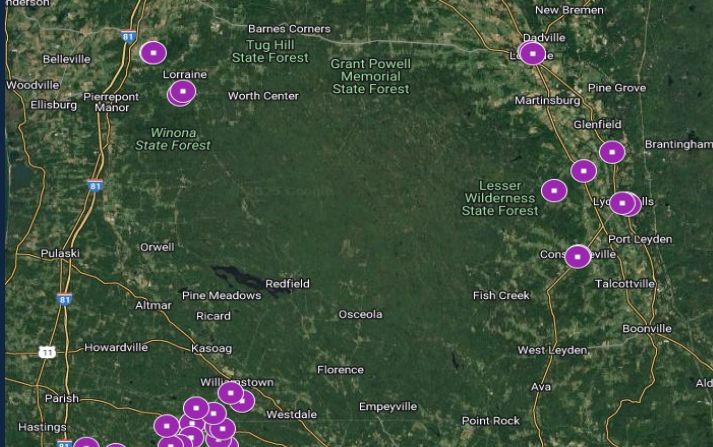 New Bremen
Barnes Corners
81
Tug Hill
State Forest
Dadville
Belleville
Grant Powell
Memorial
State Forest
Lorraine
Woodville
Pine Grove
Pierrepont
Manor
Worth Center
Martinsburg
Ellisburg
Glenfield
Winona
State Forest
Brantingham
81
Lesser
Wilderness
State Forest
Port Leyden
Orwell
Pulaski
Redfield
Talcottville
Pine Meadows
Fish Creek
81
Altmar
Ricard
Osceola
Boonville
11
Howardville
Kasoag
West Leyden
Florence
Williamstown
Ava
Parish
Empeyville
Westdale
Point Rock
Hastings
81